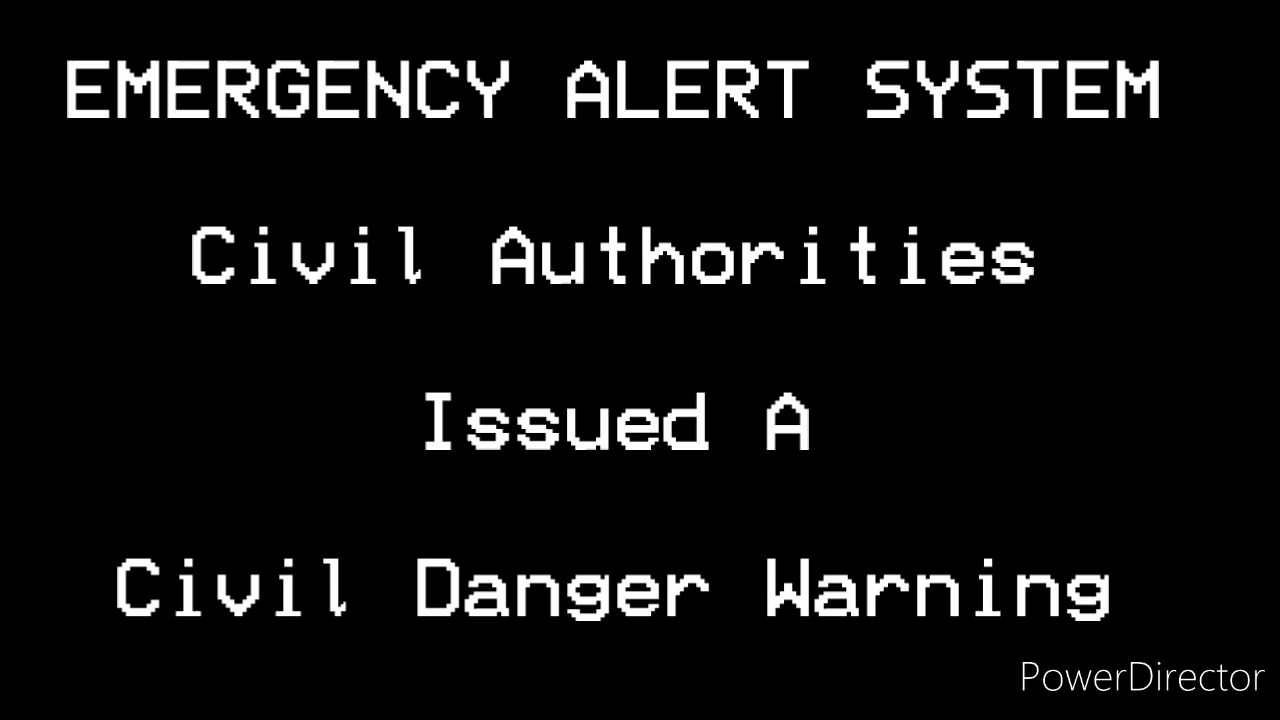 EMERGENCY ALERT SYSTEM
Civil Authorities
Issued A
Civil Danger Warning
PowerDirector